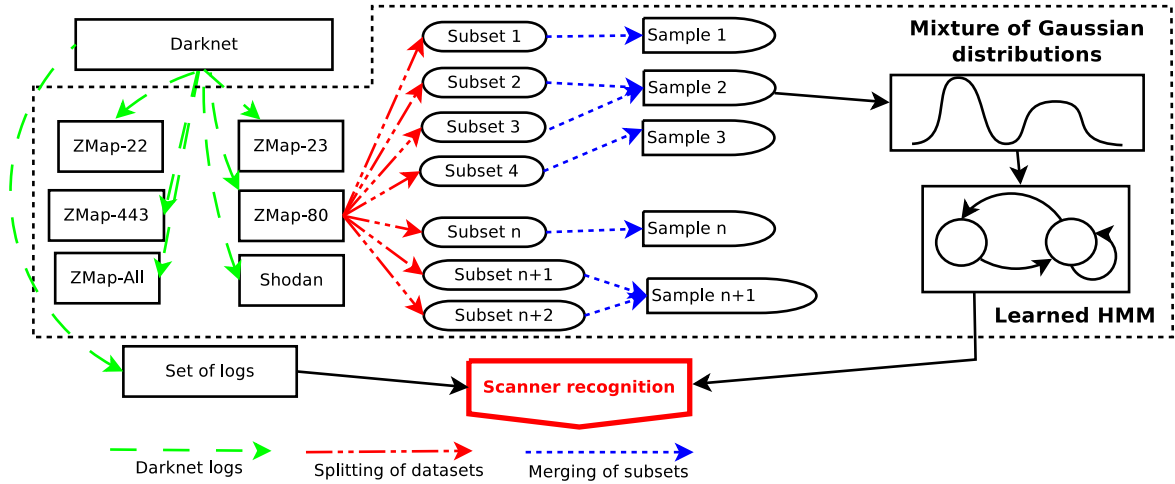 Darknet
ZMap-22
ZMap-23
ZMap-443
ZMap-80
ZMap-All
Shodan
Subset 1
Subset 2
Subset 3
Subset 4
Subset n
Subset n+1
Subset n+2
Sample 1
Sample 2
Sample 3
Sample n
Sample n+1
Mixture of Gaussian
distributions
Learned HMM
Set of logs
Scanner recognition
Darknet logs
Splitting of datasets
Merging of subsets